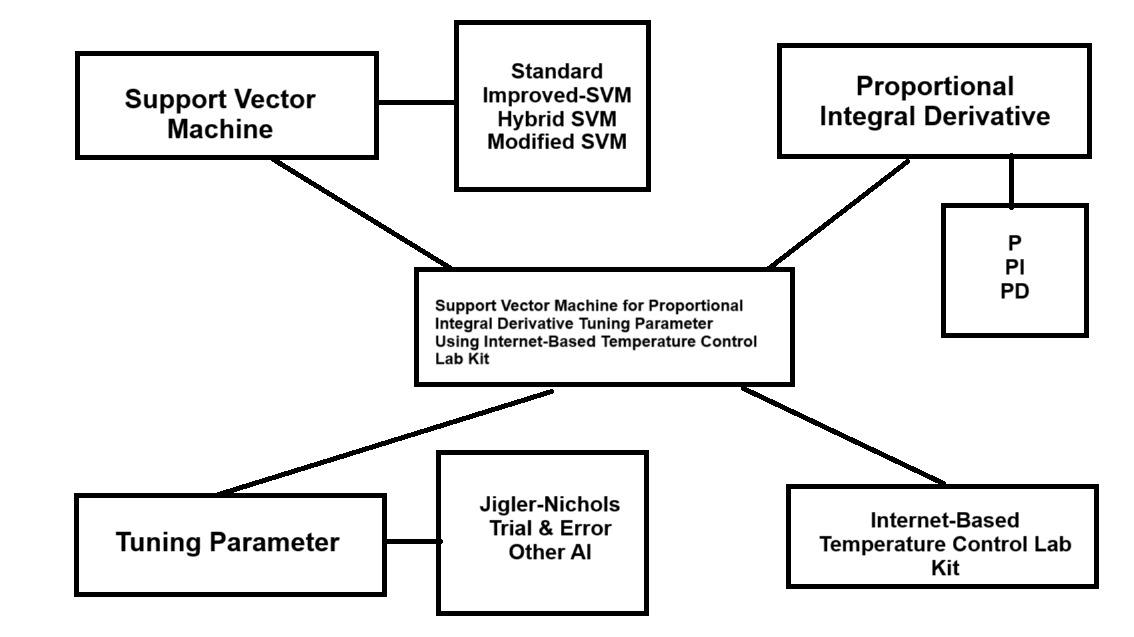 Support Vector
Machine
Standard
Improved-SVM
Hybrid SVM
Modified SVM
Proportional
Integral Derivative
P
PI
PD
Support Vector Machine for Proportional
Integral Derivative Tuning Parameter
Using Internet-Based Temperature Control
Lab Kit
Tuning Parameter
Jigler-Nichols
Trial & Error
Other AI
Internet-Based
Temperature Control Lab
Kit